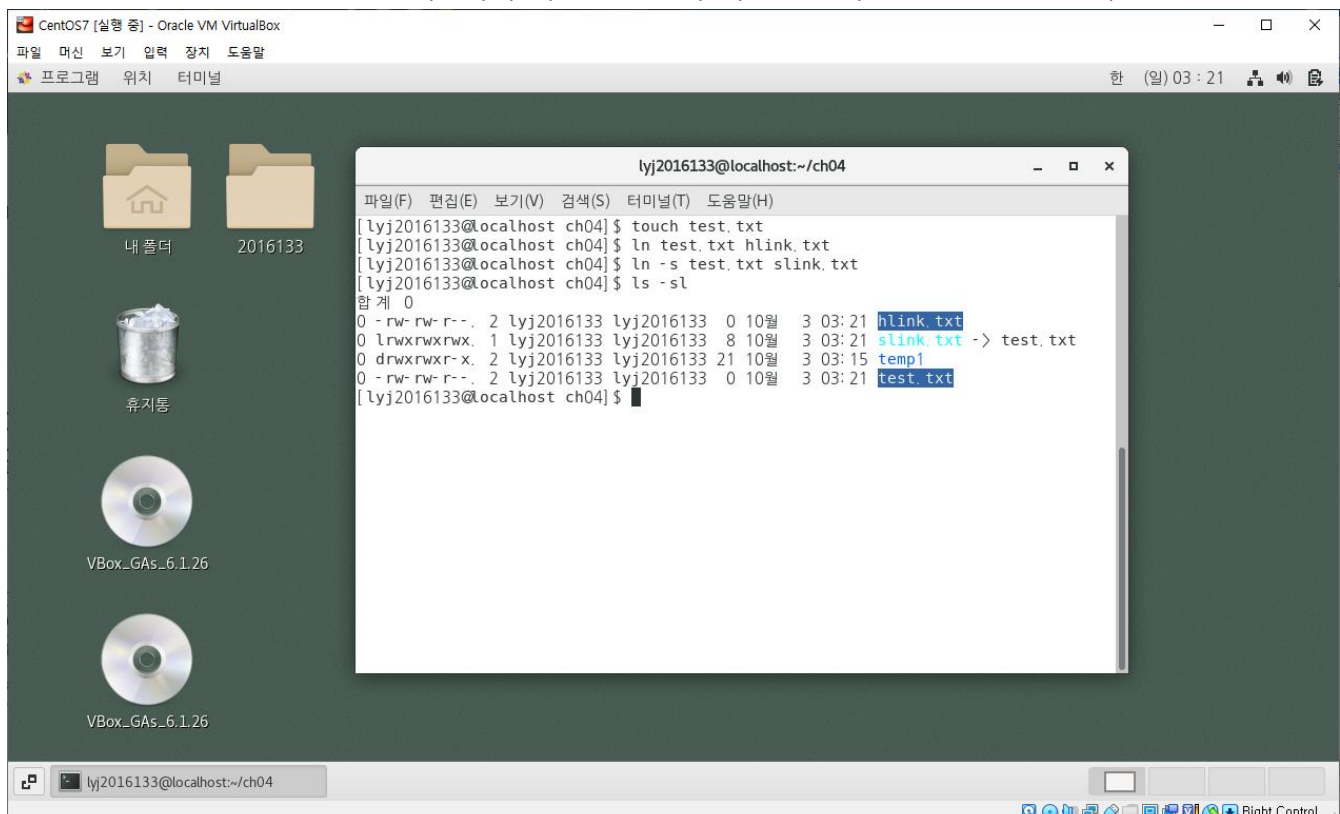 CentOS7 [실행 중] - Oracle VM VirtualBox
파일 머신 보기 입력 장치 도움말
프로그램 위치 터미널 한 (일) 03 : 21
내 폴더
2016133
휴지통
VBox_GAs_6.1.26
VBox_GAs_6.1.26
lyj2016133@localhost:~/ch04
파일(F) 편집(E) 보기(V) 검색(S) 터미널(T) 도움말(H)
[lyj2016133@localhost ch04]$ touch test.txt
[lyj2016133@localhost ch04]$ ln test.txt hlink.txt
[lyj2016133@localhost ch04]$ ln -s test.txt slink.txt
[lyj2016133@localhost ch04]$ ls -sl
합계 0
0 -rw-rw-r--. 2 lyj2016133 lyj2016133 0 10월 3 03:21 hlink.txt
0 lrwxrwxrwx. 1 lyj2016133 lyj2016133 8 10월 3 03:21 slink.txt -> test.txt
0 drwxrwxr-x. 2 lyj2016133 lyj2016133 21 10월 3 03:15 temp1
0 -rw-rw-r--. 2 lyj2016133 lyj2016133 0 10월 3 03:21 test.txt
[lyj2016133@localhost ch04]$
lyj2016133@localhost:~/ch04
Right Control